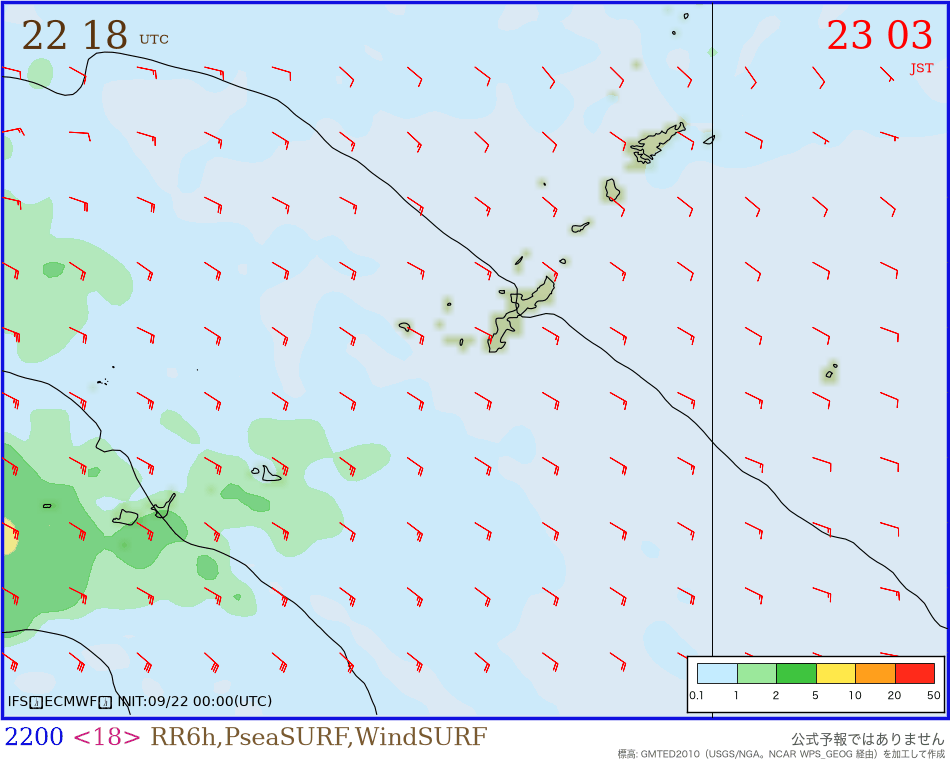 22 18 UTC
23 03
JST
0.1 1 2 5 10 20 50
IFS ECMWF INIT:09/22 00:00(UTC)
2200 <18> RR6h,PseaSURF,WindSURF
公式予報ではありません
標高: GMTED2010（USGS/NGA。NCAR WPS_GEOG 経由）を加工して作成